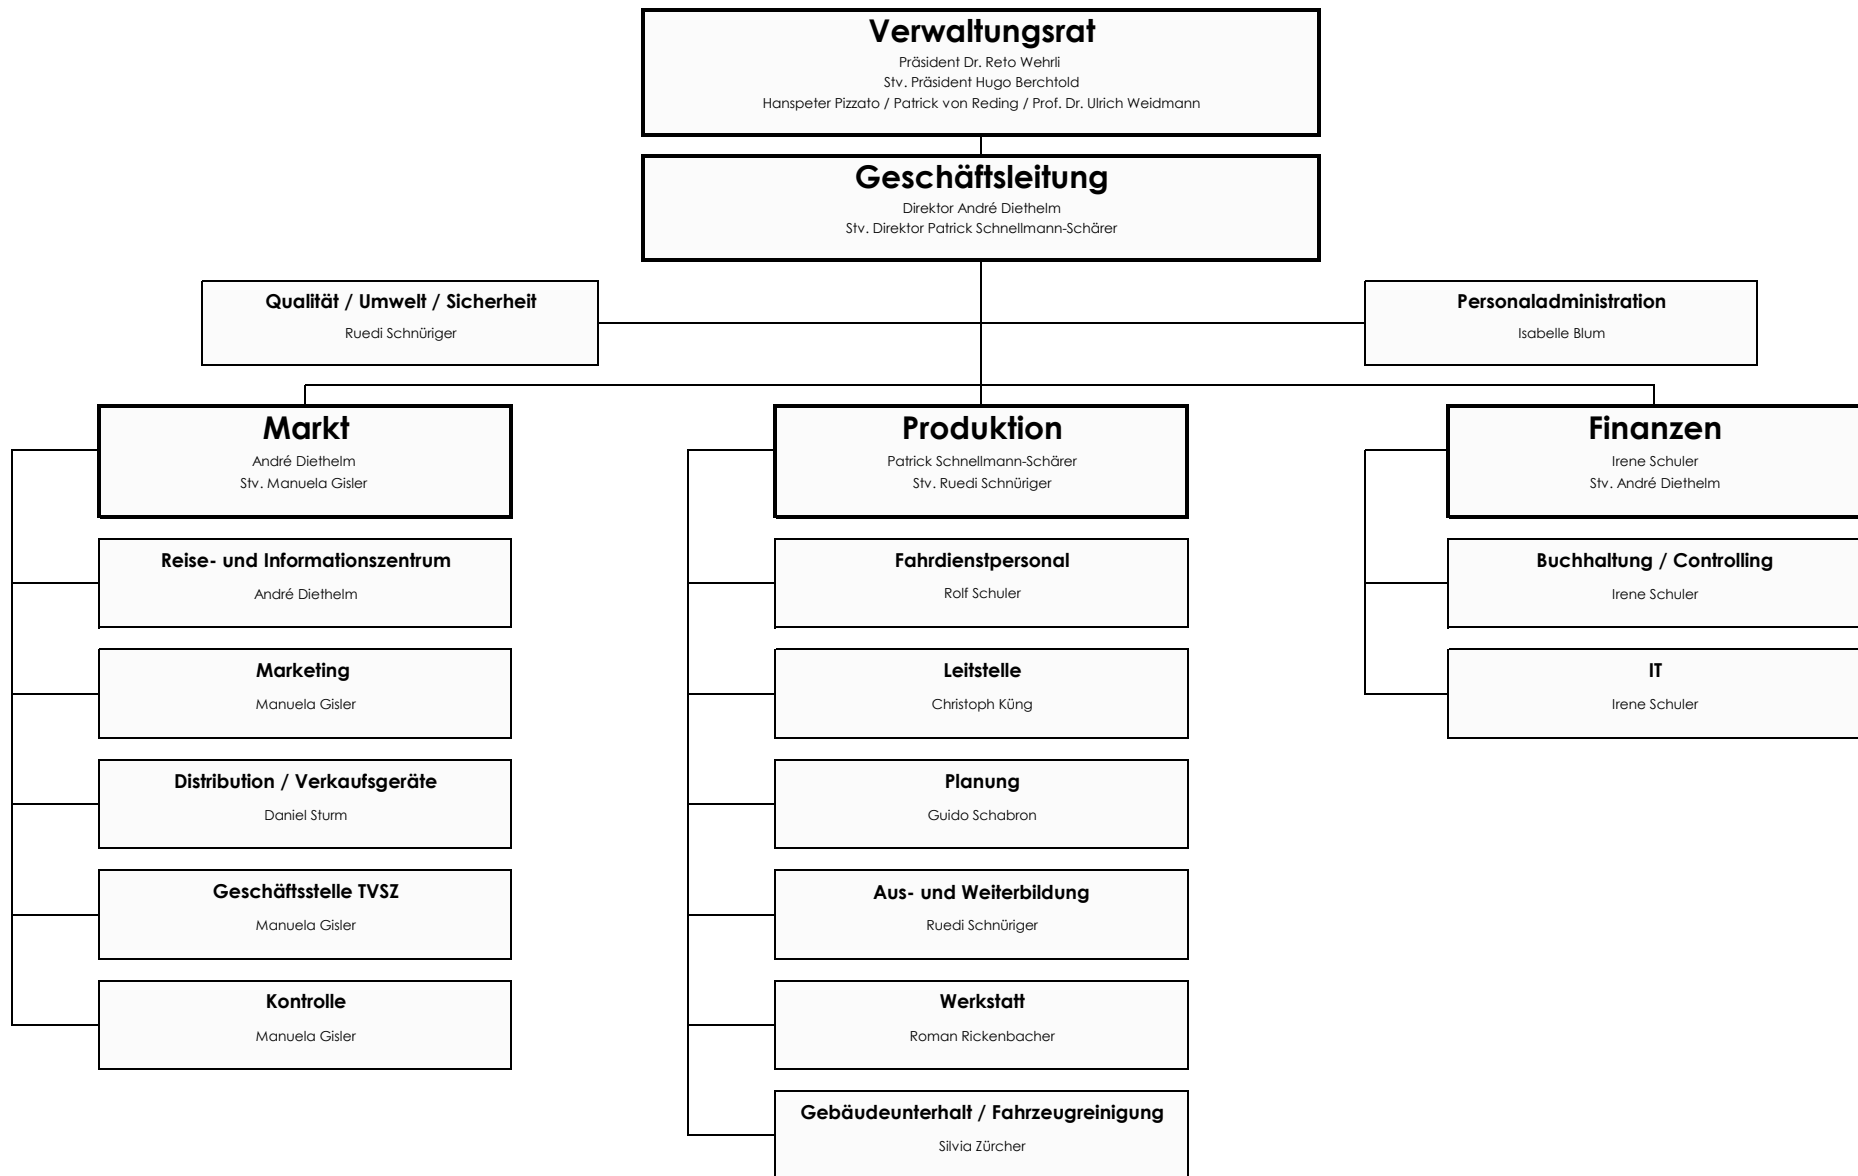 Verwaltungsrat
Präsident Dr. Reto Wehrli
Stv. Präsident Hugo Berchtold
Hanspeter Pizzato / Patrick von Reding / Prof. Dr. Ulrich Weidmann
Geschäftsleitung
Direktor André Diethelm
Stv. Direktor Patrick Schnellmann-Schärer
Qualität / Umwelt / Sicherheit
Ruedi Schnüriger
Personaladministration
Isabelle Blum
Markt
André Diethelm
Stv. Manuela Gisler
Reise- und Informationszentrum
André Diethelm
Marketing
Manuela Gisler
Distribution / Verkaufsgeräte
Daniel Sturm
Geschäftsstelle TVSZ
Manuela Gisler
Kontrolle
Manuela Gisler
Produktion
Patrick Schnellmann-Schärer
Stv. Ruedi Schnüriger
Fahrdienstpersonal
Rolf Schuler
Leitstelle
Christoph Küng
Planung
Guido Schabron
Aus- und Weiterbildung
Ruedi Schnüriger
Werkstatt
Roman Rickenbacher
Gebäudeunterhalt / Fahrzeugreinigung
Silvia Zürcher
Finanzen
Irene Schuler
Stv. André Diethelm
Buchhaltung / Controlling
Irene Schuler
IT
Irene Schuler